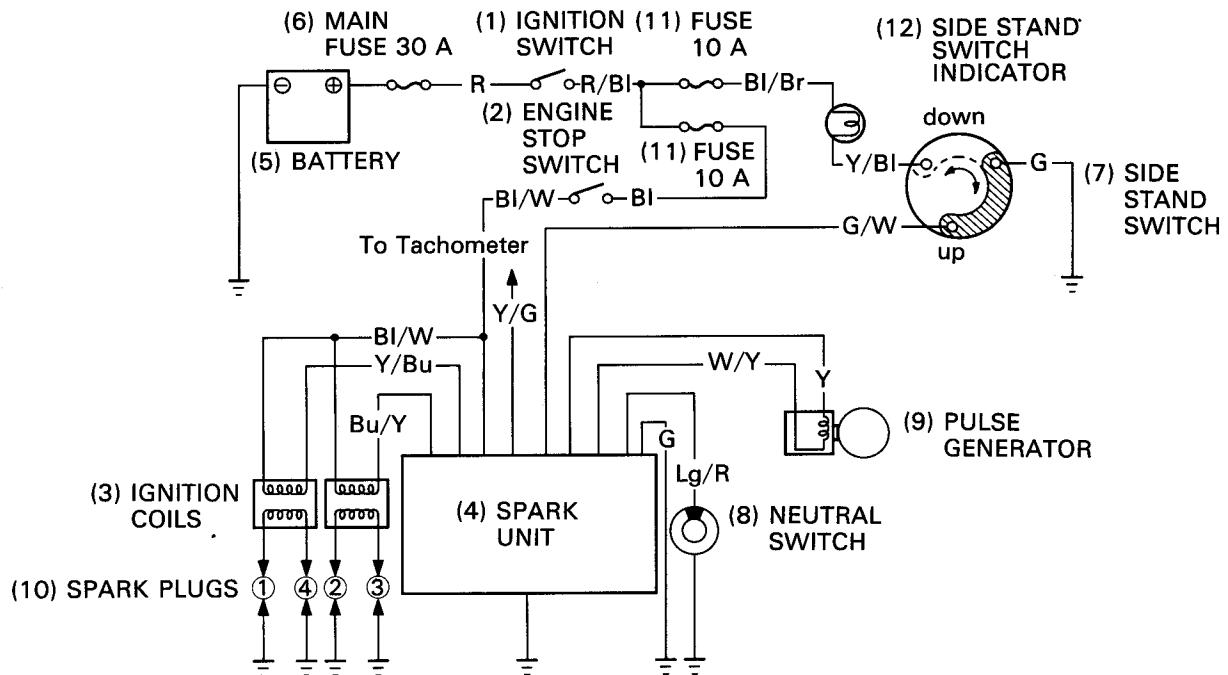 (6) MAIN
FUSE 30 A
(1) IGNITION
SWITCH
(11) FUSE
10 A
(12) SIDE STAND
SWITCH
INDICATOR
⊖ ⊕
R
R/Bl
Bl/Br
(2) ENGINE
STOP
SWITCH
(11) FUSE
10 A
down
(5) BATTERY
Y/Bl
G
(7) SIDE
STAND
SWITCH
Bl/W
Bl
G/W
up
To Tachometer
Y/G
Bl/W
Y/Bu
W/Y
Y
Bu/Y
G
(9) PULSE
GENERATOR
Lg/R
(3) IGNITION
COILS
(4) SPARK
UNIT
(8) NEUTRAL
SWITCH
(10) SPARK PLUGS
① ④ ② ③